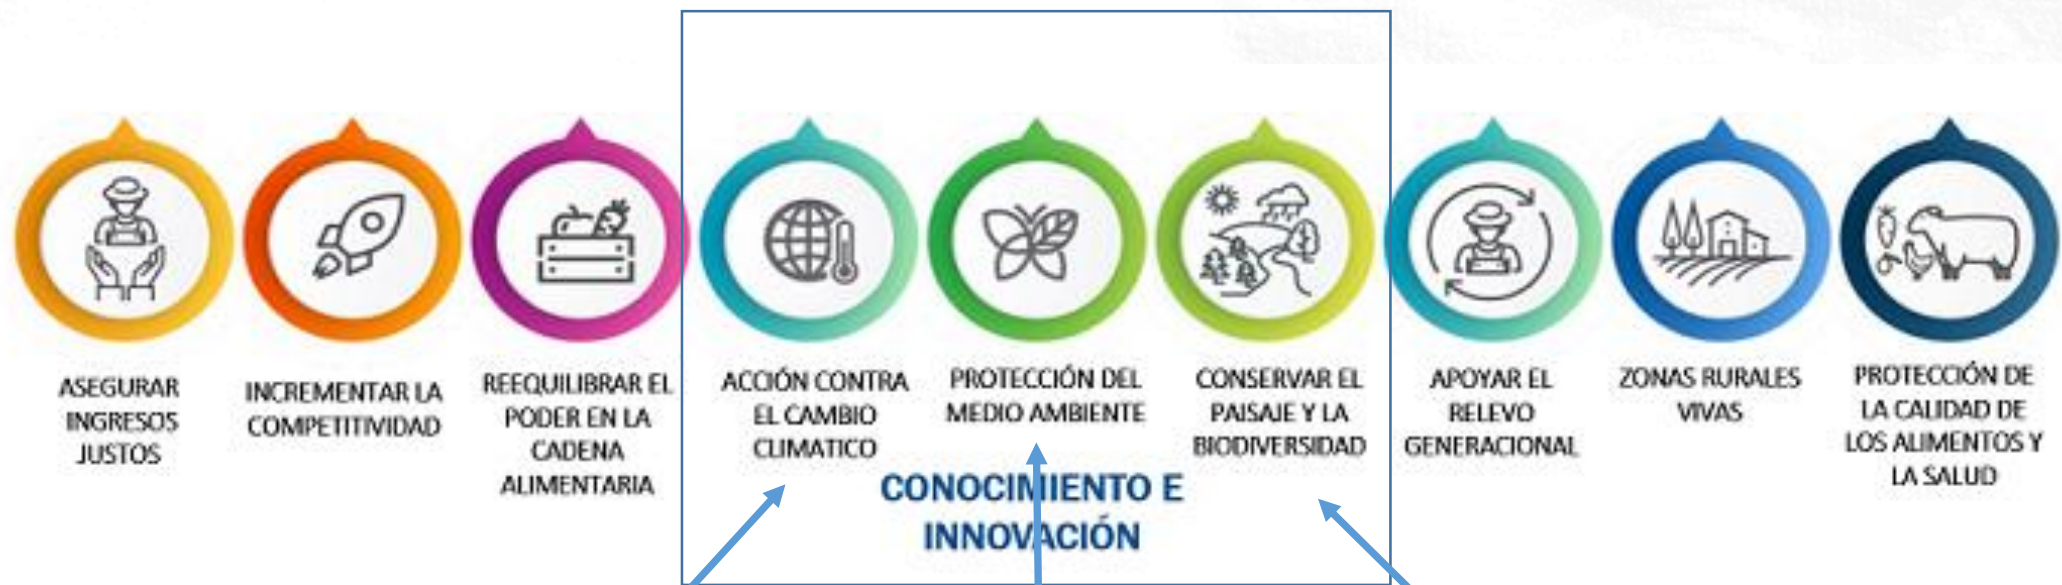 ASEGURAR
INGRESOS
JUSTOS
INCREMENTAR LA
COMPETITIVIDAD
REEQUILIBRAR EL
PODER EN LA
CADENA
ALIMENTARIA
ACCIÓN CONTRA
EL CAMBIO
CLIMATICO
PROTECCIÓN DEL
MEDIO AMBIENTE
CONSERVAR EL
PAISAJE Y LA
BIODIVERSIDAD
APOYAR EL
RELEVO
GENERACIONAL
ZONAS RURALES
VIVAS
PROTECCIÓN DE
LA CALIDAD DE
LOS ALIMENTOS Y
LA SALUD
CONOCIMIENTO E
INNOVACIÓN